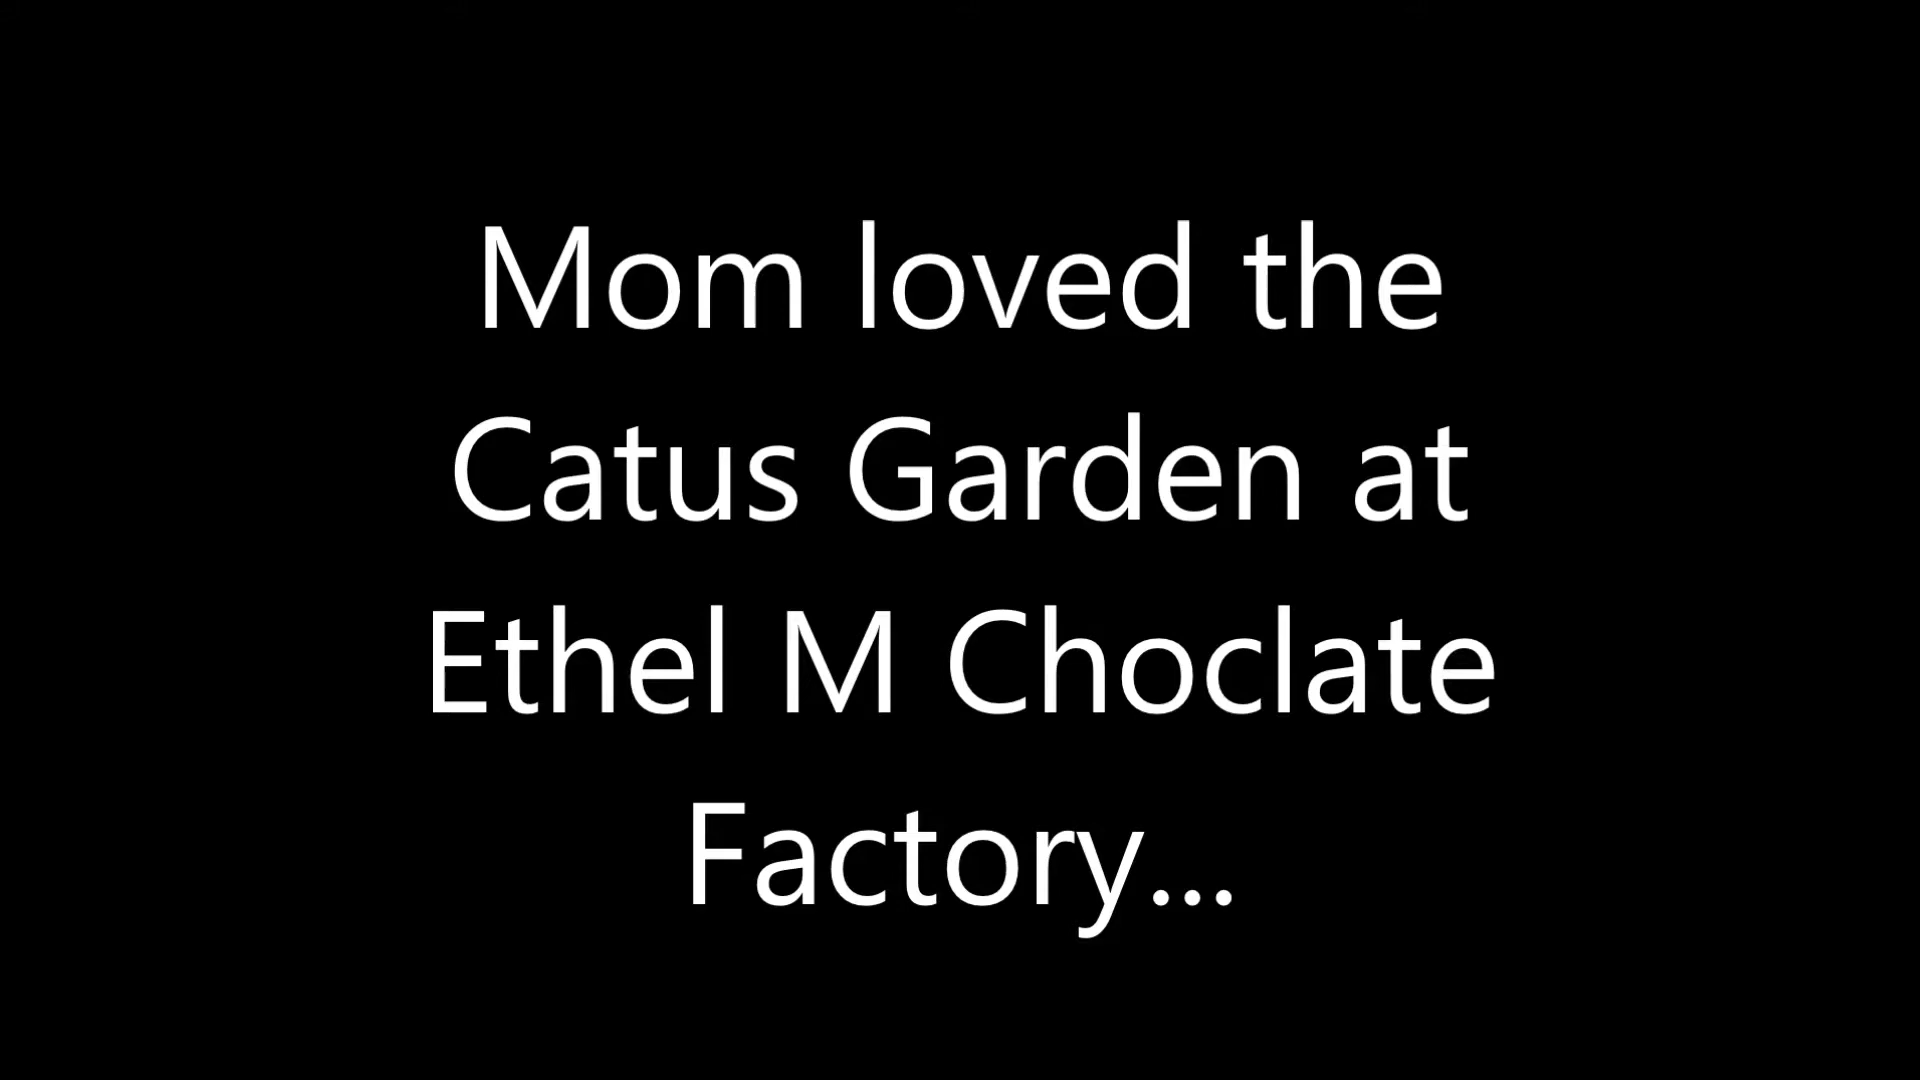 Mom loved the
Catus Garden at
Ethel M Choclate
Factory...